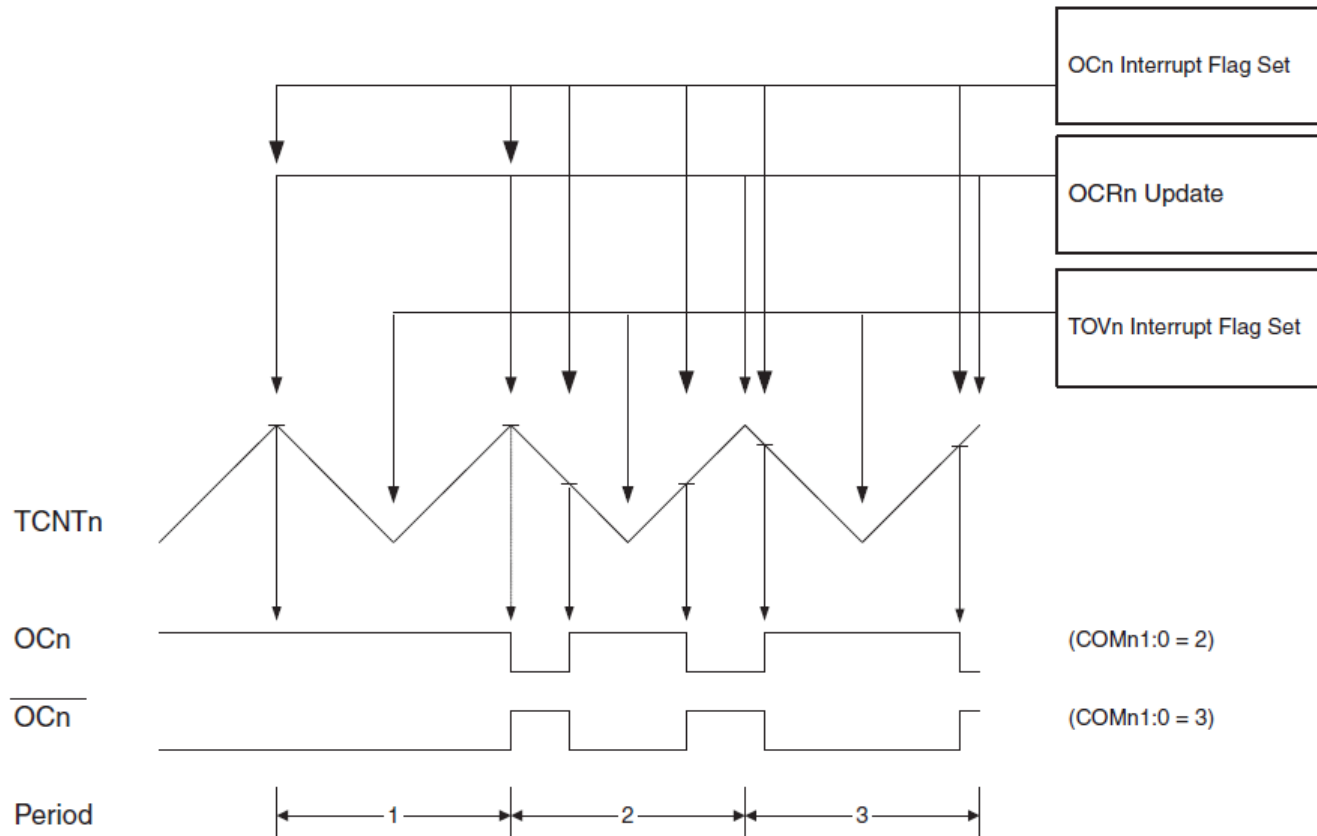 OCn Interrupt Flag Set
OCRn Update
TOVn Interrupt Flag Set
TCNTn
OCn (COMn1:0 = 2)
OCn (COMn1:0 = 3)
Period 1 2 3